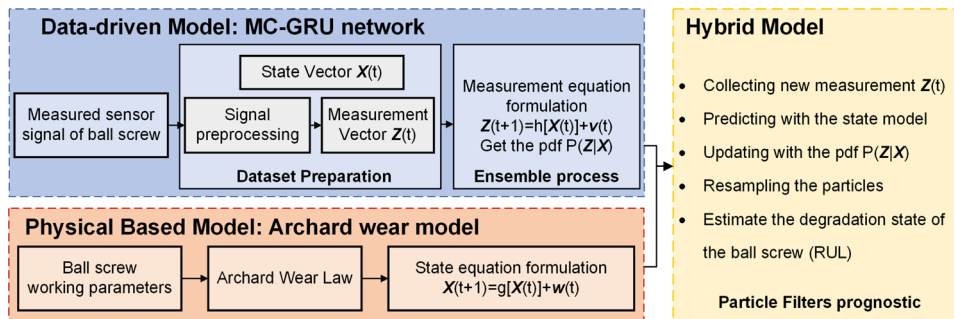 Data-driven Model: MC-GRU network
Measured sensor
signal of ball screw
State Vector X(t)
Signal
preprocessing
Measurement
Vector Z(t)
Dataset Preparation
Measurement equation
formulation
Z(t+1)=h[X(t)]+v(t)
Get the pdf P(Z|X)
Ensemble process
Physical Based Model: Archard wear model
Ball screw
working parameters
Archard Wear Law
State equation formulation
X(t+1)=g[X(t)]+w(t)
Hybrid Model
• Collecting new measurement Z(t)
• Predicting with the state model
• Updating with the pdf P(Z|X)
• Resampling the particles
• Estimate the degradation state of
the ball screw (RUL)
Particle Filters prognostic